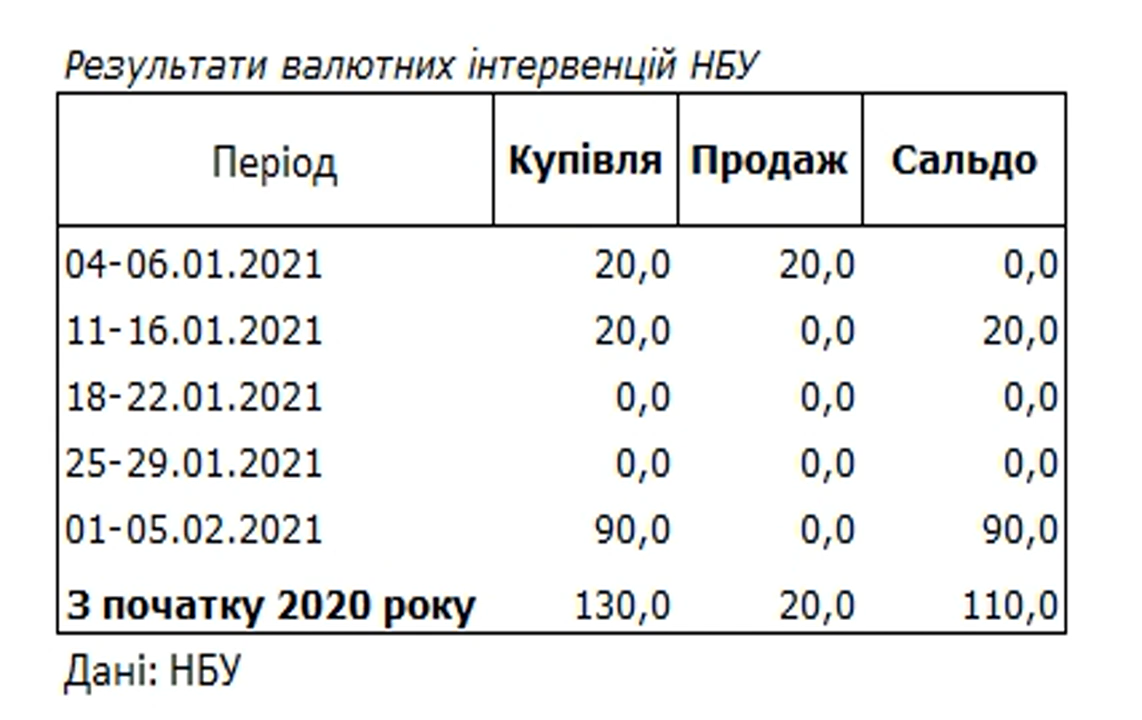 Результати валютних інтервенцій НБУ
Період Купівля Продаж Сальдо
04-06.01.2021 20,0 20,0 0,0
11-16.01.2021 20,0 0,0 20,0
18-22.01.2021 0,0 0,0 0,0
25-29.01.2021 0,0 0,0 0,0
01-05.02.2021 90,0 0,0 90,0
З початку 2020 року 130,0 20,0 110,0
Дані: НБУ